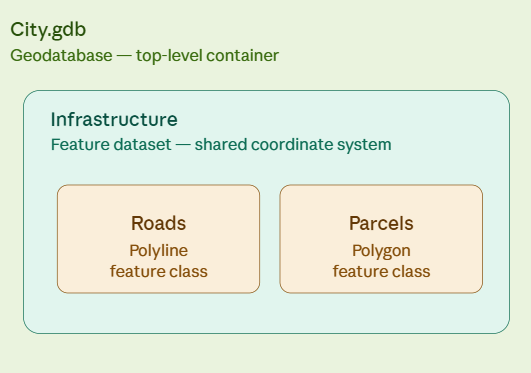 City.gdb
Geodatabase — top-level container
Infrastructure
Feature dataset — shared coordinate system
Roads
Polyline
feature class
Parcels
Polygon
feature class